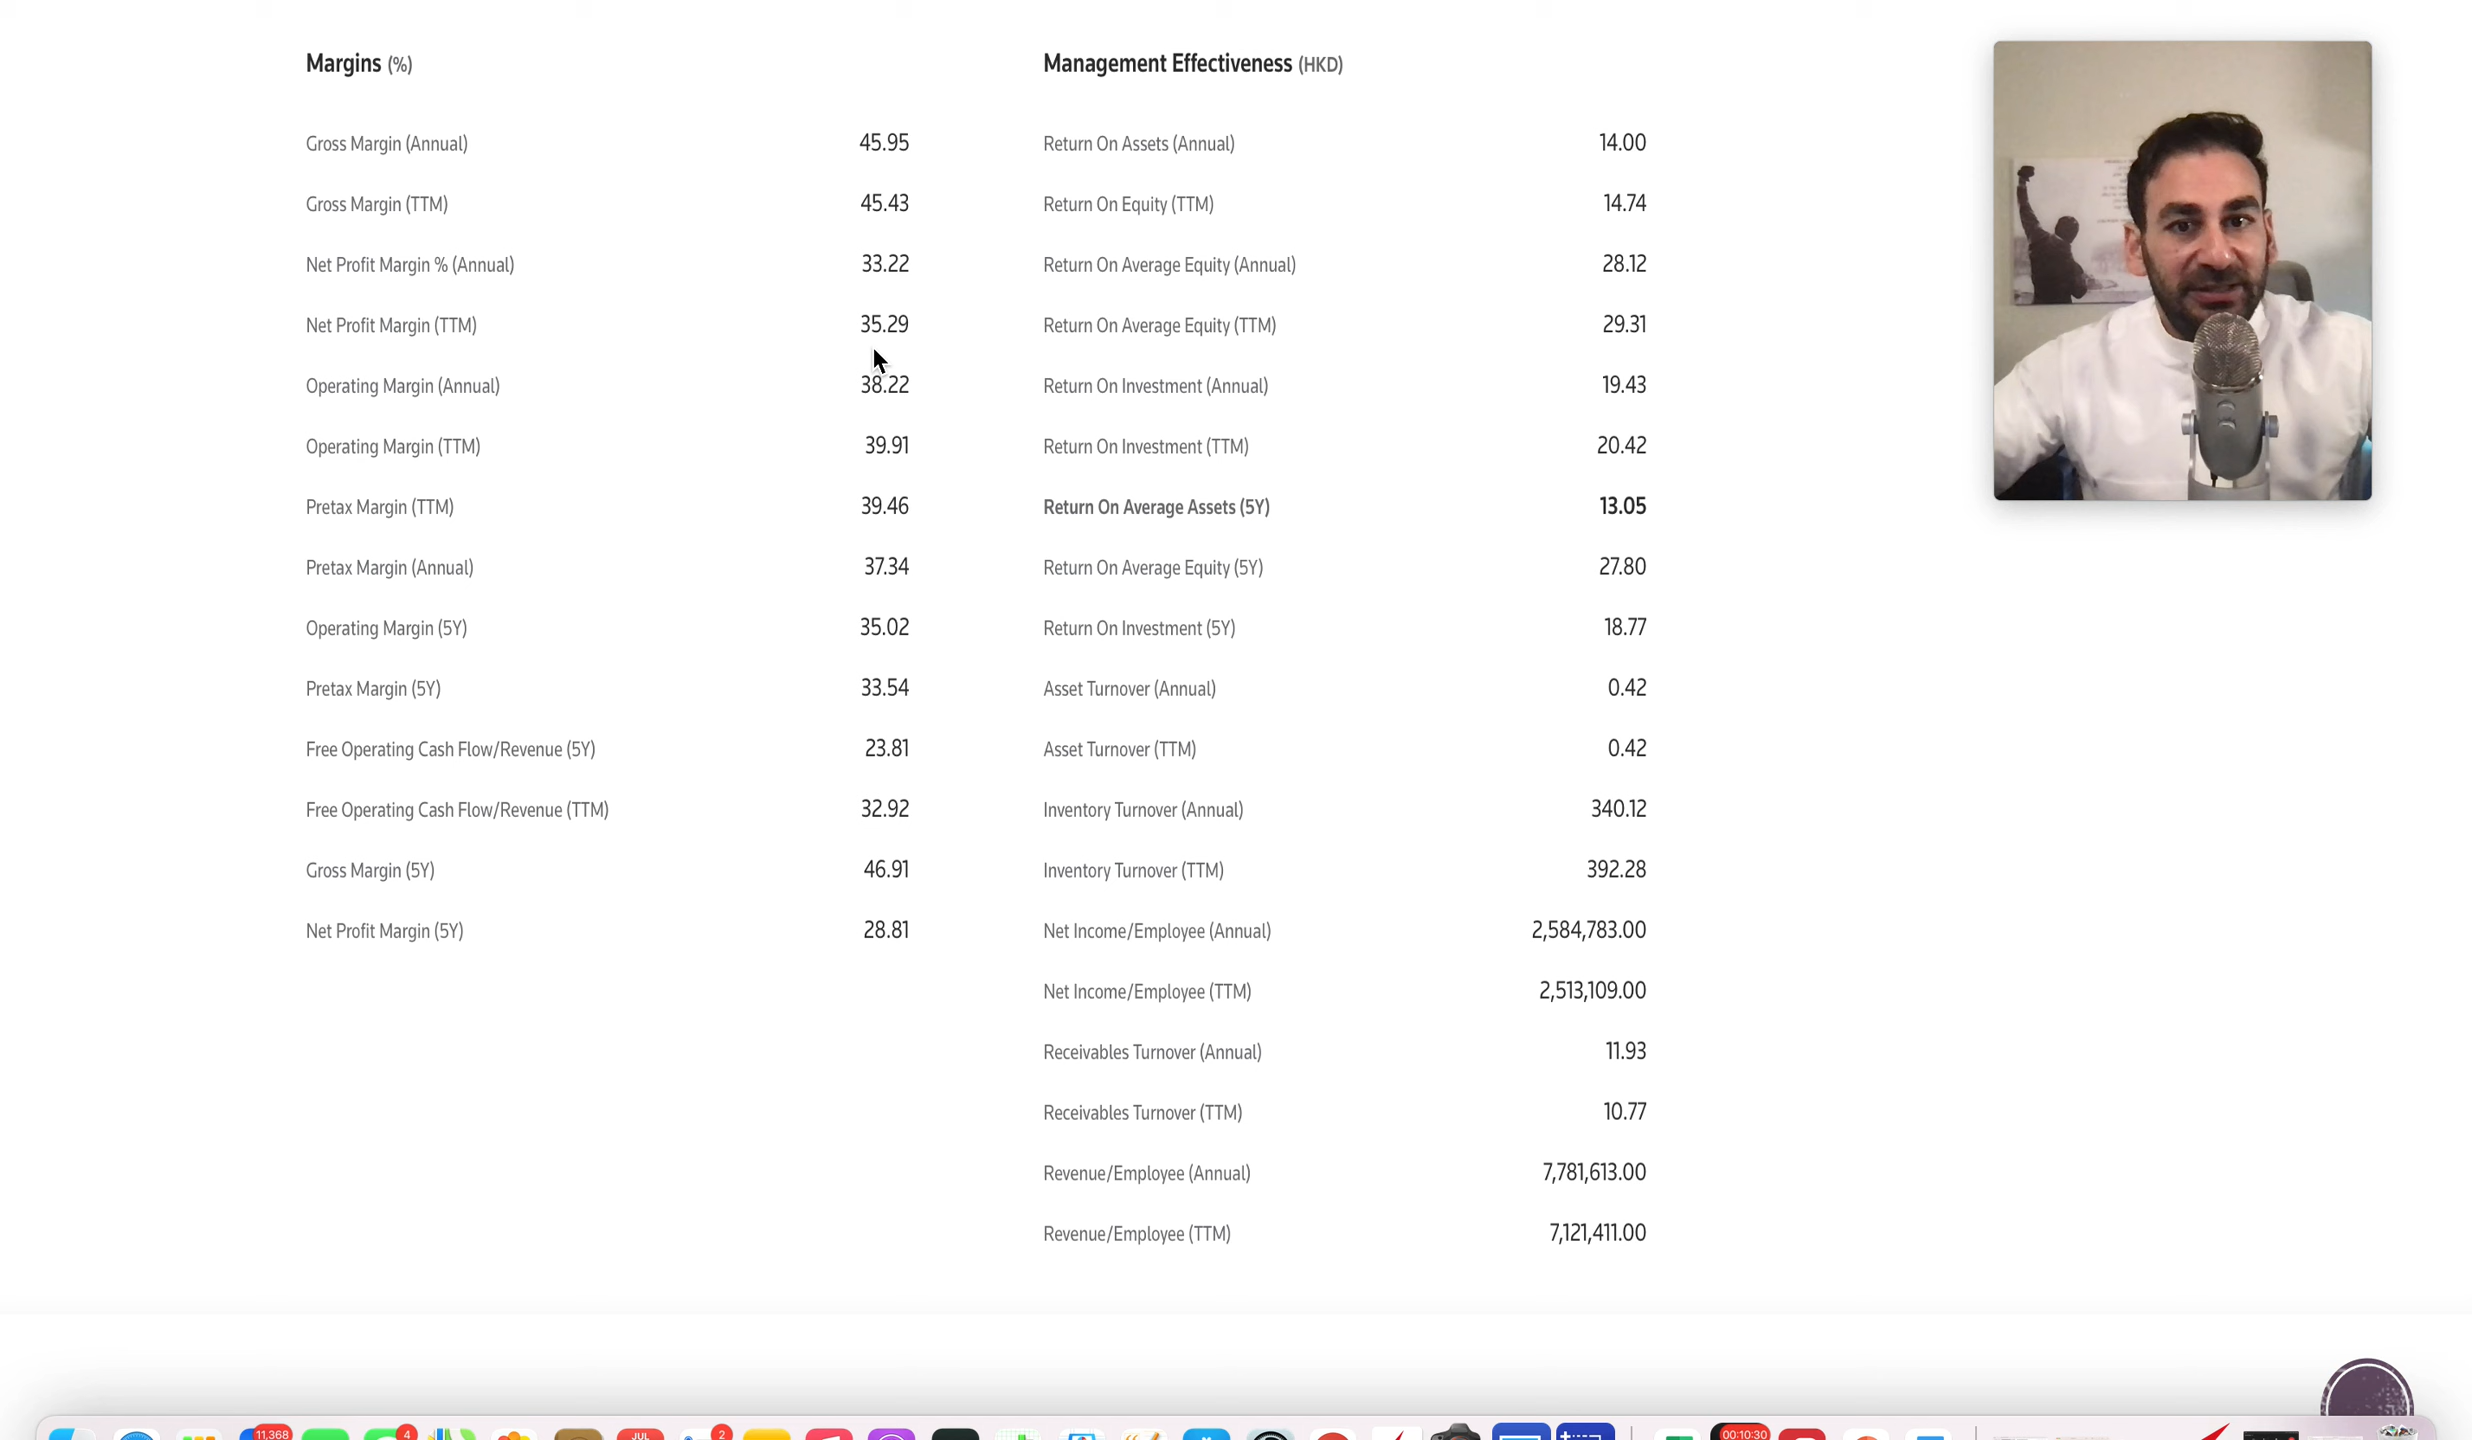 Margins (%)
Gross Margin (Annual) 45.95
Gross Margin (TTM) 45.43
Net Profit Margin % (Annual) 33.22
Net Profit Margin (TTM) 35.29
Operating Margin (Annual) 38.22
Operating Margin (TTM) 39.91
Pretax Margin (TTM) 39.46
Pretax Margin (Annual) 37.34
Operating Margin (5Y) 35.02
Pretax Margin (5Y) 33.54
Free Operating Cash Flow/Revenue (5Y) 23.81
Free Operating Cash Flow/Revenue (TTM) 32.92
Gross Margin (5Y) 46.91
Net Profit Margin (5Y) 28.81
Management Effectiveness (HKD)
Return On Assets (Annual) 14.00
Return On Equity (TTM) 14.74
Return On Average Equity (Annual) 28.12
Return On Average Equity (TTM) 29.31
Return On Investment (Annual) 19.43
Return On Investment (TTM) 20.42
Return On Average Assets (5Y) 13.05
Return On Average Equity (5Y) 27.80
Return On Investment (5Y) 18.77
Asset Turnover (Annual) 0.42
Asset Turnover (TTM) 0.42
Inventory Turnover (Annual) 340.12
Inventory Turnover (TTM) 392.28
Net Income/Employee (Annual) 2,584,783.00
Net Income/Employee (TTM) 2,513,109.00
Receivables Turnover (Annual) 11.93
Receivables Turnover (TTM) 10.77
Revenue/Employee (Annual) 7,781,613.00
Revenue/Employee (TTM) 7,121,411.00
11,368
4
JUL
2
00:10:30